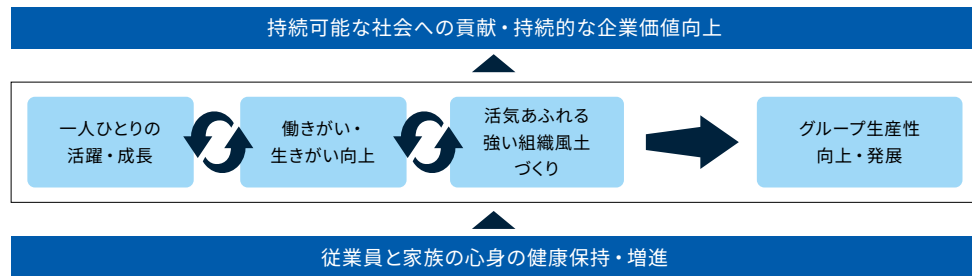 持続可能な社会への貢献・持続的な企業価値向上
一人ひとりの
活躍・成長
働きがい・
生きがい向上
活気あふれる
強い組織風土
づくり
グループ生産性
向上・発展
従業員と家族の心身の健康保持・増進